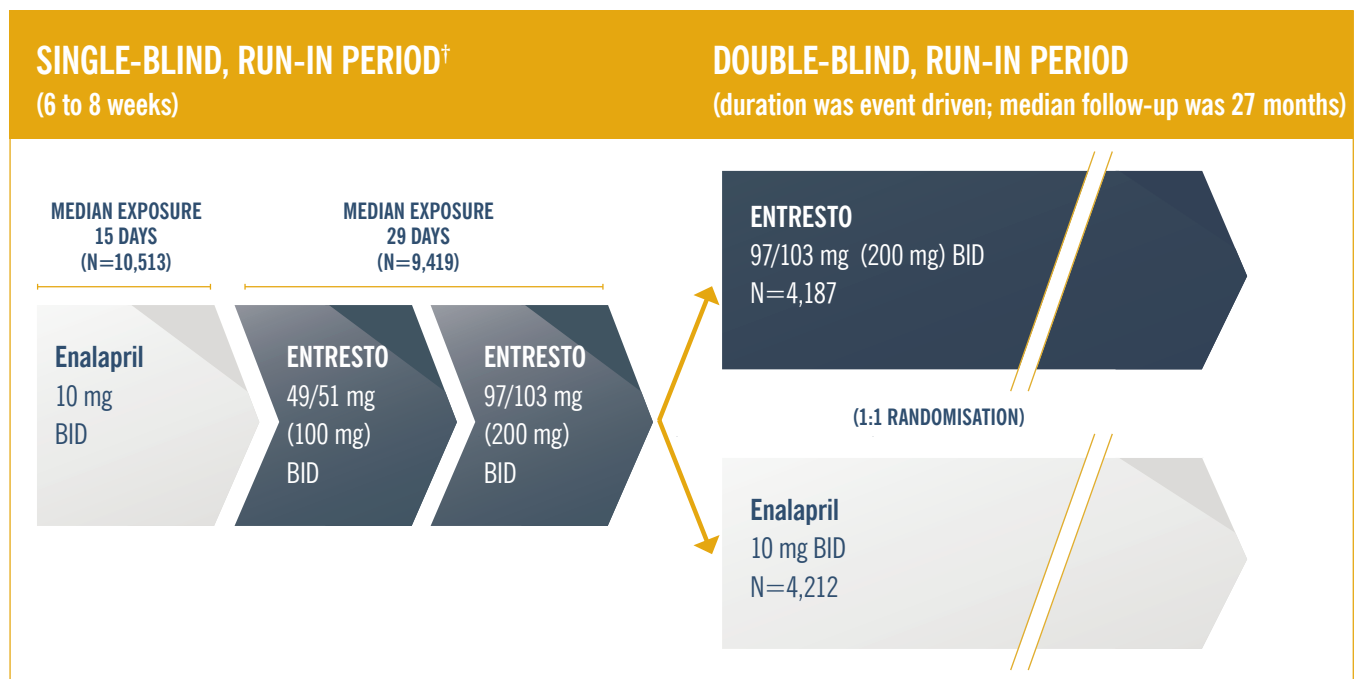 SINGLE-BLIND, RUN-IN PERIOD†
(6 to 8 weeks)
DOUBLE-BLIND, RUN-IN PERIOD
(duration was event driven; median follow-up was 27 months)
MEDIAN EXPOSURE
15 DAYS
(N=10,513)
MEDIAN EXPOSURE
29 DAYS
(N=9,419)
Enalapril
10 mg
BID
ENTRESTO
49/51 mg
(100 mg)
BID
ENTRESTO
97/103 mg
(200 mg)
BID
ENTRESTO
97/103 mg (200 mg) BID
N=4,187
(1:1 RANDOMISATION)
Enalapril
10 mg BID
N=4,212